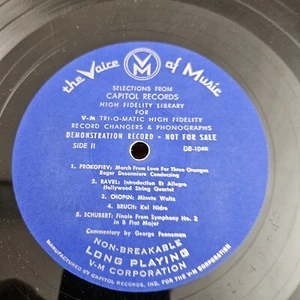 the Voice of Music
VM
SELECTIONS FROM
CAPITOL RECORDS
HIGH FIDELITY LIBRARY
FOR
V-M TRI-O-MATIC HIGH FIDELITY
RECORD CHANGERS & PHONOGRAPHS
DEMONSTRATION RECORD - NOT FOR SALE
SIDE II
DB-104B
1. PROKOFIEV: March From Love For Three Oranges
Roger Desormiere Conducting
2. RAVEL: Introduction Et Allegro
Hollywood String Quartet
3. CHOPIN: Minute Waltz
4. BRUCH: Kol Nidre
5. SCHUBERT: Finale From Symphony No. 2
in B Flat Major
Commentary by George Fenneman
NON-BREAKABLE
LONG PLAYING
V-M CORPORATION
MANUFACTURED BY CAPITOL RECORDS, INC. FOR THE V-M CORPORATION